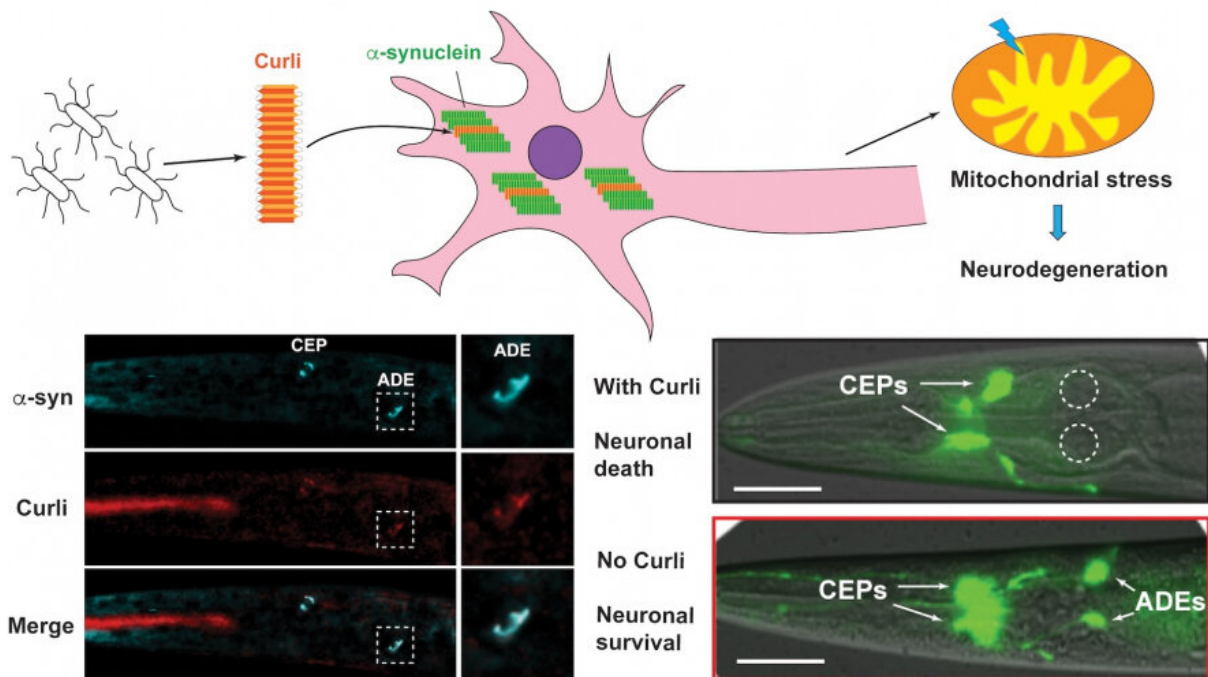 Curli
α-synuclein
Mitochondrial stress
Neurodegeneration
α-syn
CEP
ADE
ADE
Curli
Merge
With Curli
Neuronal
death
CEPs
No Curli
Neuronal
survival
CEPs
ADEs